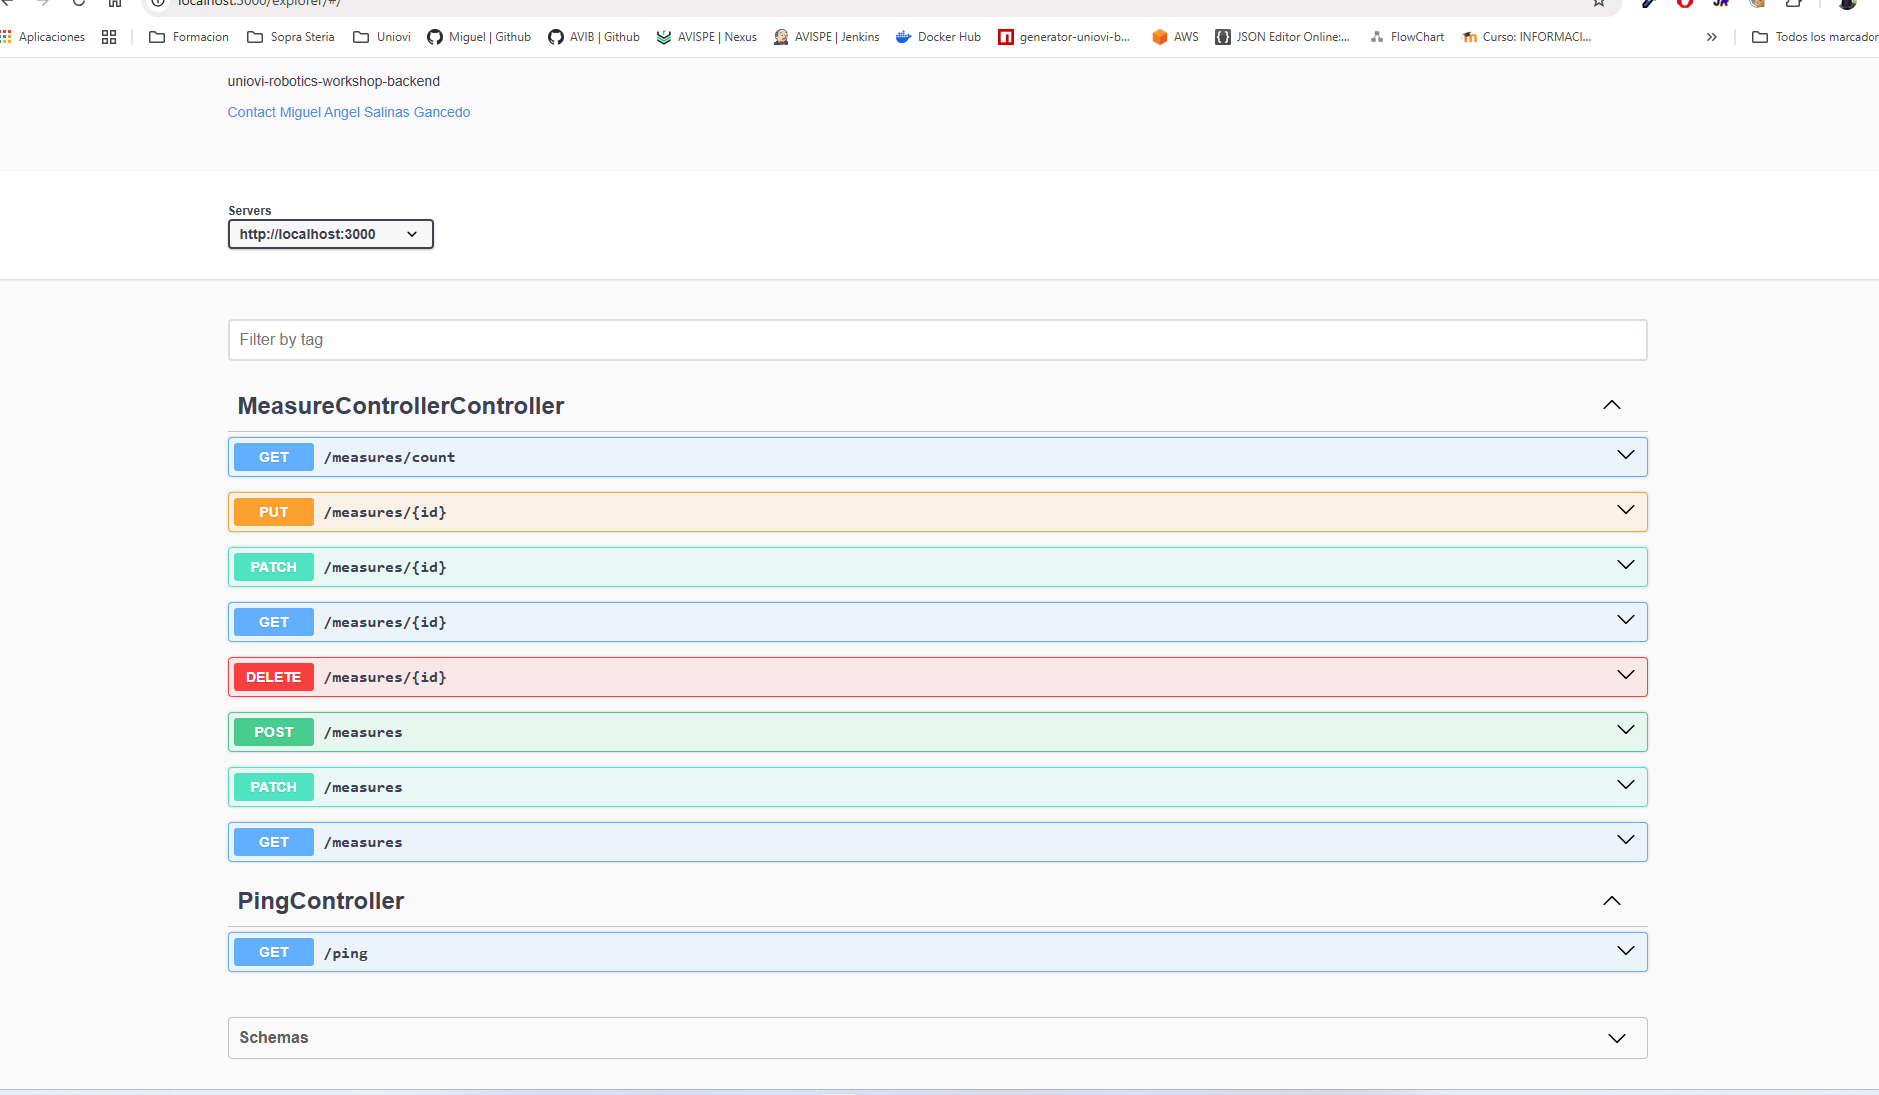 localhost:3000/explorer/#/
Aplicaciones Formacion Sopra Steria Uniovi Miguel | Github AVIB | Github AVISPE | Nexus AVISPE | Jenkins Docker Hub generator-uniovi-b... AWS JSON Editor Online:... FlowChart Curso: INFORMACI... » Todos los marcador
uniovi-robotics-workshop-backend
Contact Miguel Angel Salinas Gancedo
Servers
http://localhost:3000
Filter by tag
MeasureControllerController
GET /measures/count
PUT /measures/{id}
PATCH /measures/{id}
GET /measures/{id}
DELETE /measures/{id}
POST /measures
PATCH /measures
GET /measures
PingController
GET /ping
Schemas